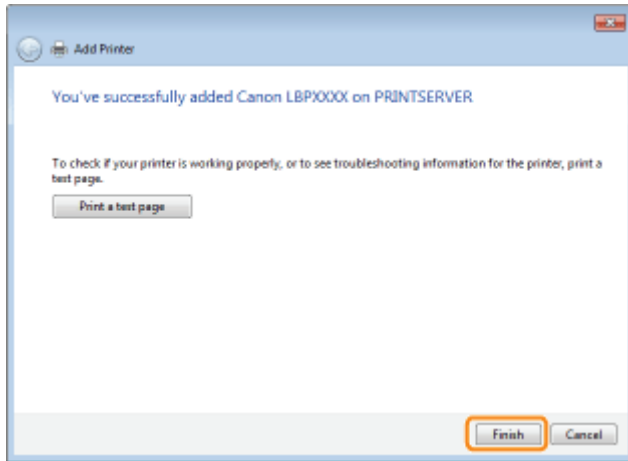 Add Printer
You've successfully added Canon LBPXXXX on PRINTSERVER
To check if your printer is working properly, or to see troubleshooting information for the printer, print a
test page.
Print a test page
Finish Cancel